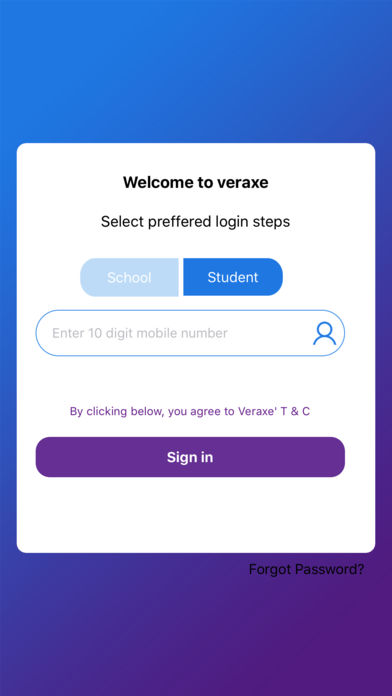 Welcome to veraxe
Select preffered login steps
School Student
Enter 10 digit mobile number
By clicking below, you agree to Veraxe' T & C
Sign in
Forgot Password?